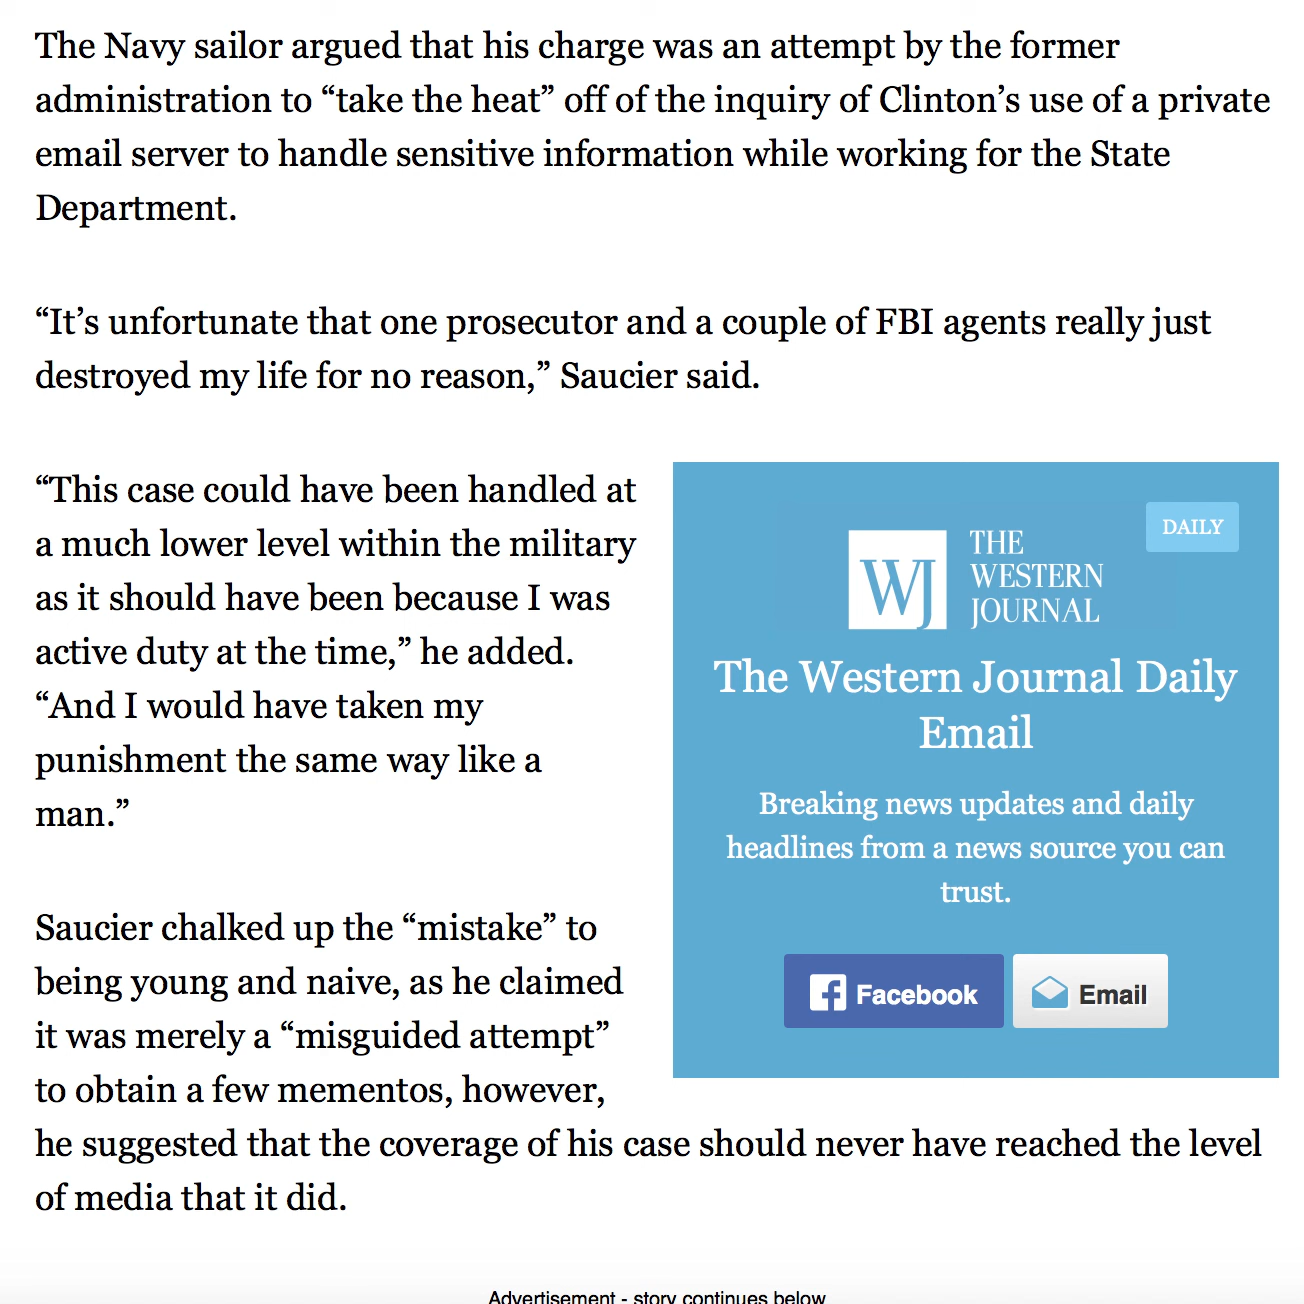 The Navy sailor argued that his charge was an attempt by the former
administration to “take the heat” off of the inquiry of Clinton’s use of a private
email server to handle sensitive information while working for the State
Department.
“It’s unfortunate that one prosecutor and a couple of FBI agents really just
destroyed my life for no reason,” Saucier said.
“This case could have been handled at
a much lower level within the military
as it should have been because I was
active duty at the time,” he added.
“And I would have taken my
punishment the same way like a
man.”
Saucier chalked up the “mistake” to
being young and naive, as he claimed
it was merely a “misguided attempt”
to obtain a few mementos, however,
he suggested that the coverage of his case should never have reached the level
of media that it did.
DAILY
WJ
THE
WESTERN
JOURNAL
The Western Journal Daily
Email
Breaking news updates and daily
headlines from a news source you can
trust.
Facebook
Email
Advertisement - story continues below